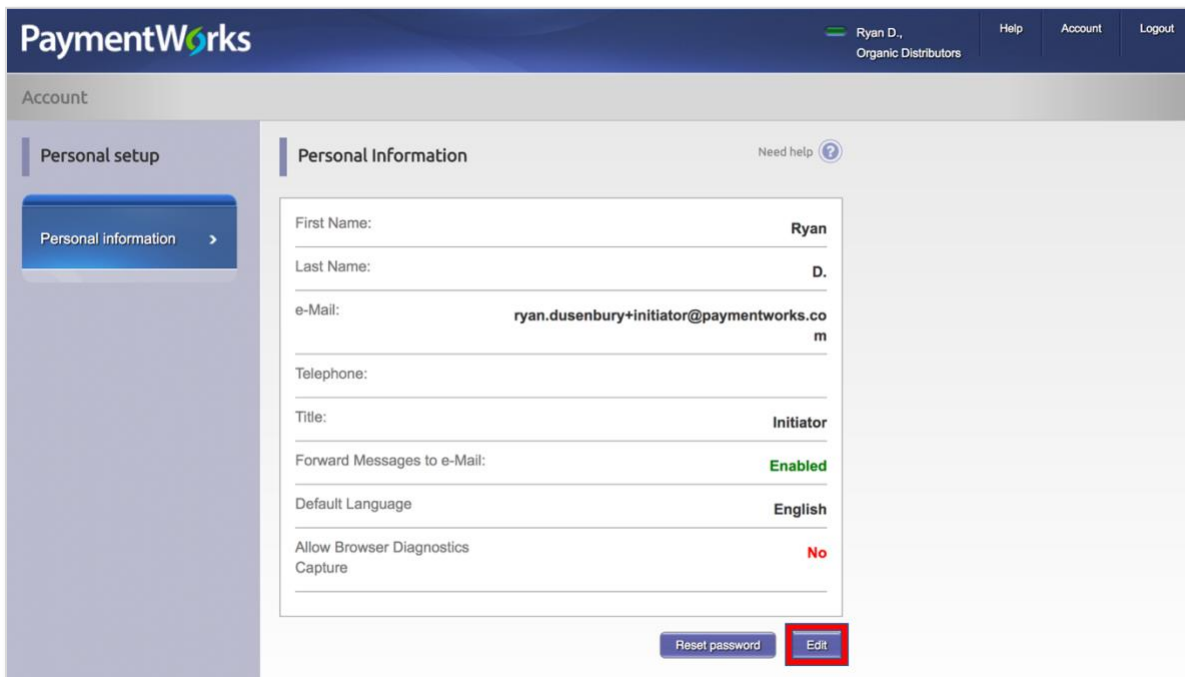 PaymentWorks
Ryan D.,
Organic Distributors
Help
Account
Logout
Account
Personal setup
Personal information
Personal Information
Need help ?
First Name:
Ryan
Last Name:
D.
e-Mail:
ryan.dusenbury+initiator@paymentworks.co
m
Telephone:
Title:
Initiator
Forward Messages to e-Mail:
Enabled
Default Language
English
Allow Browser Diagnostics
Capture
No
Reset password
Edit